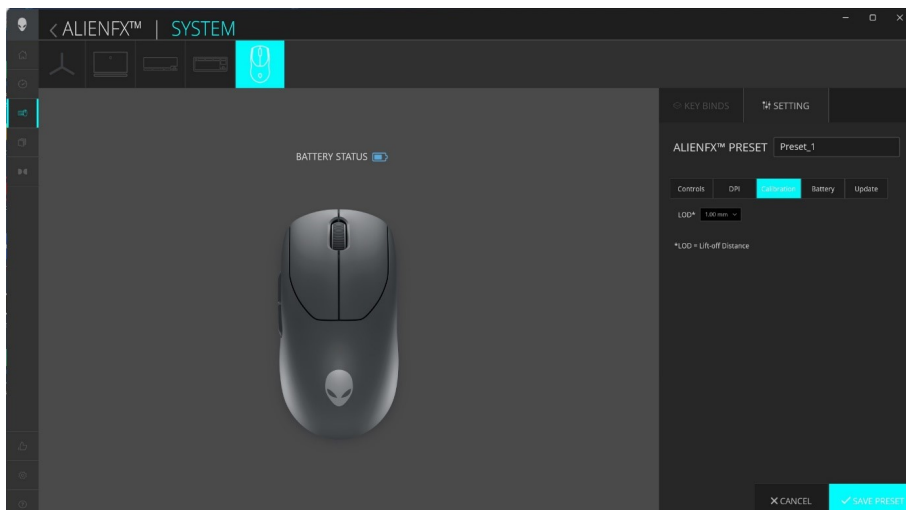 ALIENFX™ | SYSTEM
KEY BINDS
SETTING
BATTERY STATUS
ALIENFX™ PRESET Preset_1
Controls DPI Calibration Battery Update
LOD* 1.00 mm
*LOD = Lift-off Distance
CANCEL
SAVE PRESET